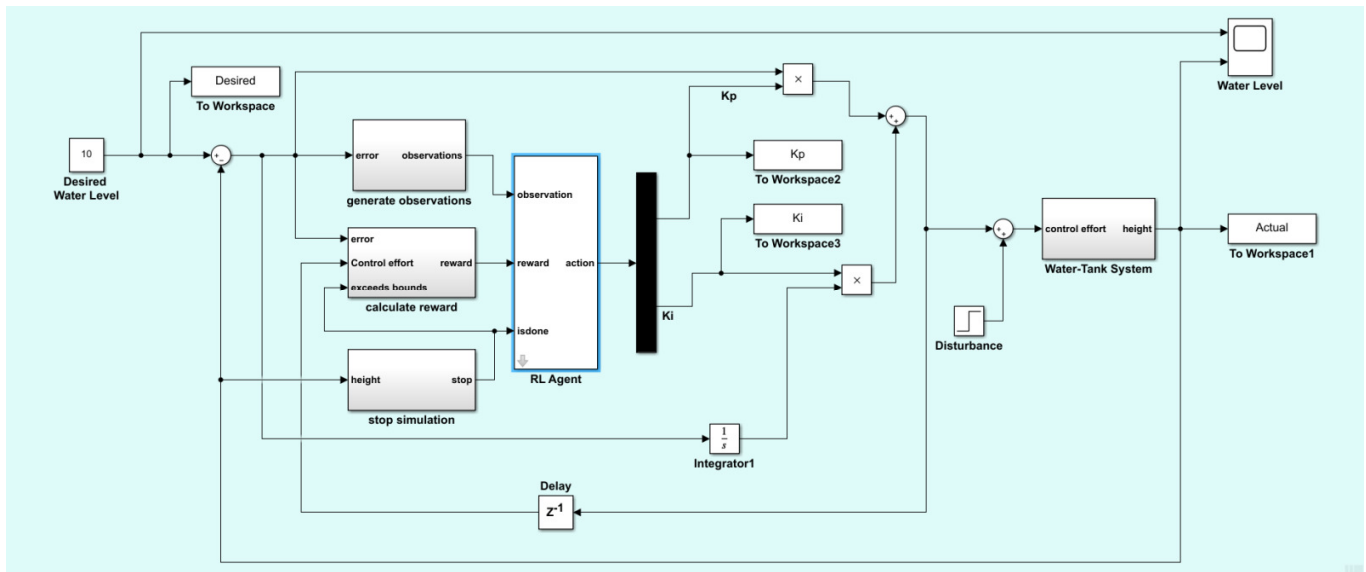 Water Level
Desired
To Workspace
×
Kp
10
Desired
Water Level
+
−
error
observations
generate observations
observation
reward
action
isdone
RL Agent
error
Control effort
reward
exceeds bounds
calculate reward
height
stop
stop simulation
Kp
To Workspace2
Ki
To Workspace3
×
Ki
+
+
+
+
control effort
height
Water-Tank System
Actual
To Workspace1
Disturbance
1
s
Integrator1
Delay
Z-1